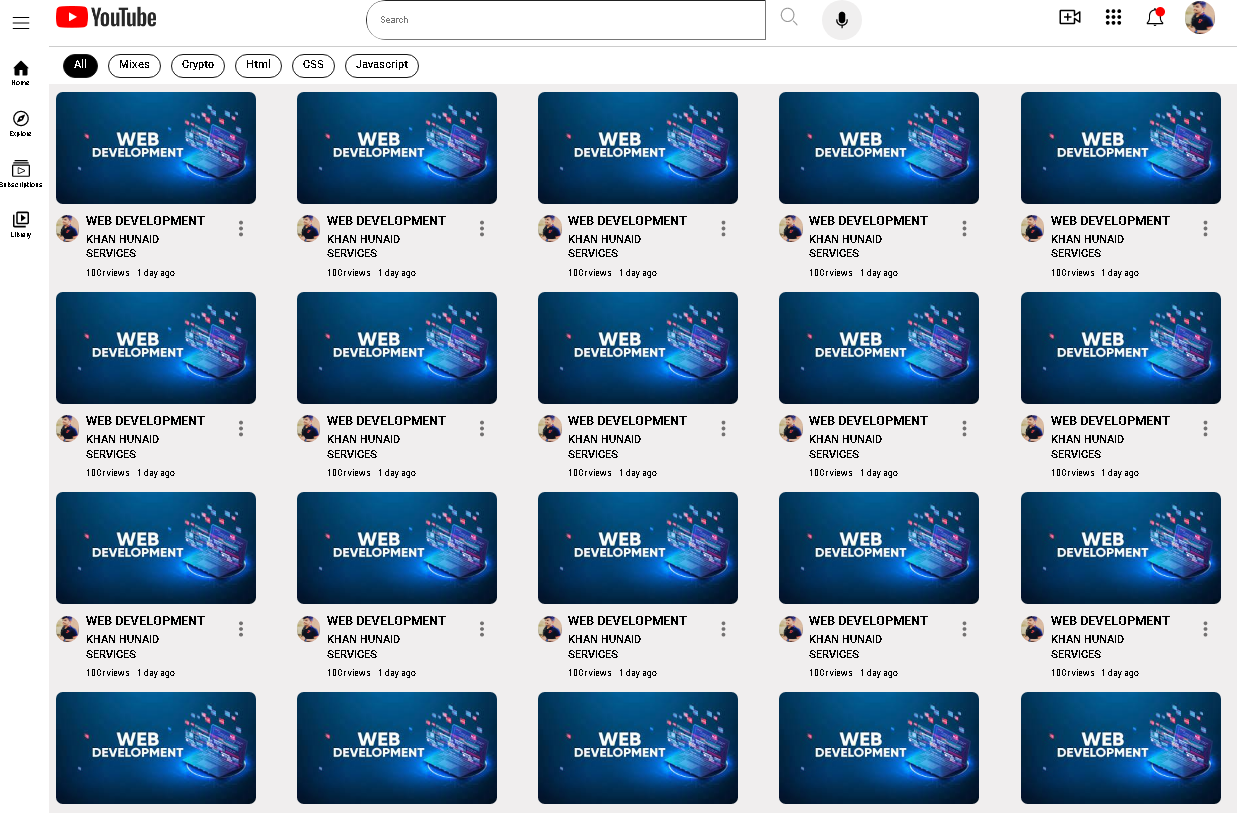 YouTube
Search
All Mixes Crypto Html CSS Javascript
Home
Explore
Subscriptions
Library
WEB DEVELOPMENT WEB DEVELOPMENT WEB DEVELOPMENT WEB DEVELOPMENT WEB DEVELOPMENT
WEB DEVELOPMENT WEB DEVELOPMENT WEB DEVELOPMENT WEB DEVELOPMENT WEB DEVELOPMENT
KHAN HUNAID KHAN HUNAID KHAN HUNAID KHAN HUNAID KHAN HUNAID
SERVICES SERVICES SERVICES SERVICES SERVICES
10Crviews 1 day ago 10Crviews 1 day ago 10Crviews 1 day ago 10Crviews 1 day ago 10Crviews 1 day ago
WEB DEVELOPMENT WEB DEVELOPMENT WEB DEVELOPMENT WEB DEVELOPMENT WEB DEVELOPMENT
WEB DEVELOPMENT WEB DEVELOPMENT WEB DEVELOPMENT WEB DEVELOPMENT WEB DEVELOPMENT
KHAN HUNAID KHAN HUNAID KHAN HUNAID KHAN HUNAID KHAN HUNAID
SERVICES SERVICES SERVICES SERVICES SERVICES
10Crviews 1 day ago 10Crviews 1 day ago 10Crviews 1 day ago 10Crviews 1 day ago 10Crviews 1 day ago
WEB DEVELOPMENT WEB DEVELOPMENT WEB DEVELOPMENT WEB DEVELOPMENT WEB DEVELOPMENT
WEB DEVELOPMENT WEB DEVELOPMENT WEB DEVELOPMENT WEB DEVELOPMENT WEB DEVELOPMENT
KHAN HUNAID KHAN HUNAID KHAN HUNAID KHAN HUNAID KHAN HUNAID
SERVICES SERVICES SERVICES SERVICES SERVICES
10Crviews 1 day ago 10Crviews 1 day ago 10Crviews 1 day ago 10Crviews 1 day ago 10Crviews 1 day ago
WEB DEVELOPMENT WEB DEVELOPMENT WEB DEVELOPMENT WEB DEVELOPMENT WEB DEVELOPMENT